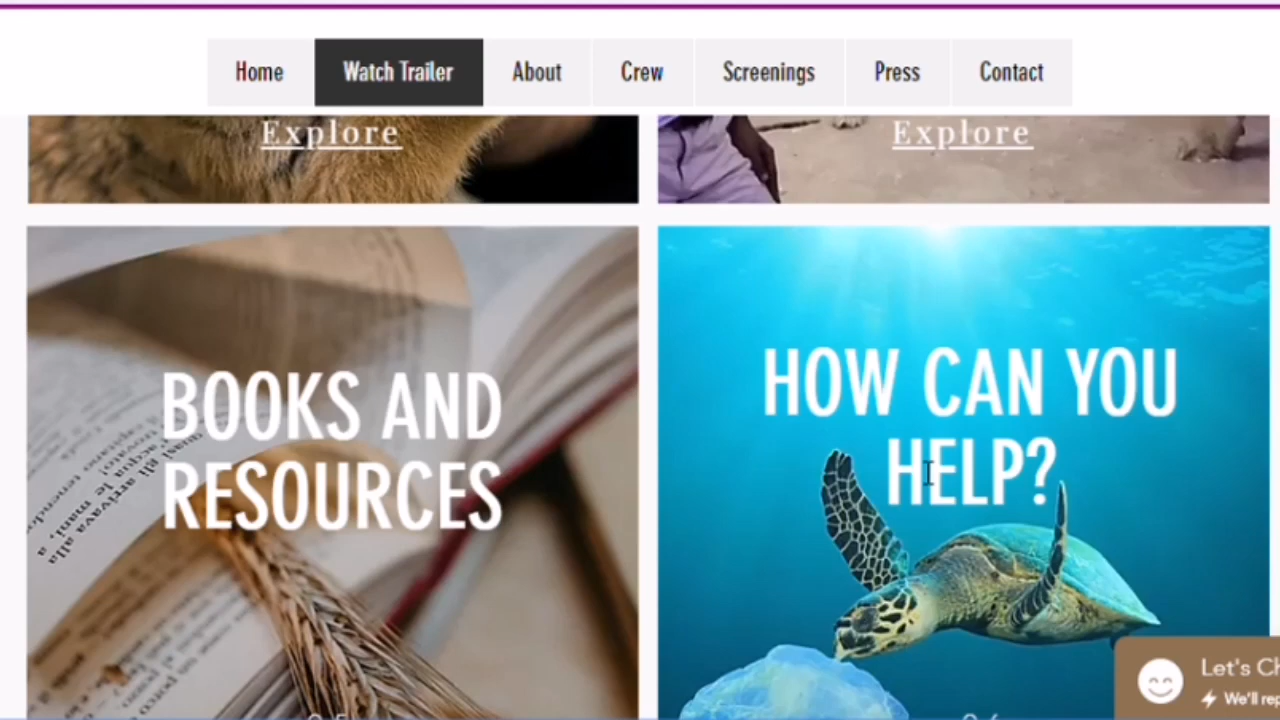 Home Watch Trailer About Crew Screenings Press Contact
Explore Explore
BOOKS AND
RESOURCES
HOW CAN YOU
HELP?
Let's Ch
We'll rep